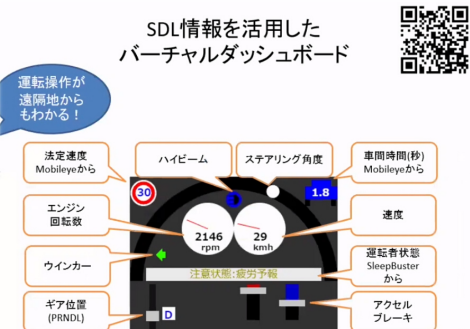 SDL情報を活用した
バーチャルダッシュボード
運転操作が
遠隔地から
もわかる！
法定速度
Mobileyeから
ハイビーム
ステアリング角度
車間時間(秒)
Mobileyeから
30
1.8
エンジン
回転数
2146
rpm
29
kmh
速度
ウインカー
注意状態:疲労予報
運転者状態
SleepBuster
から
ギア位置
(PRNDL)
D
アクセル
ブレーキ